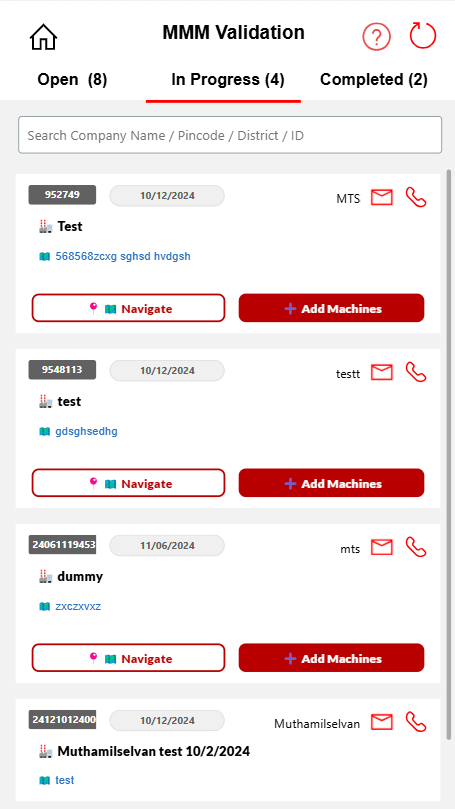 MMM Validation
?
Open (8) In Progress (4) Completed (2)
Search Company Name / Pincode / District / ID
952749 10/12/2024 MTS
Test
568568zcxg sghsd hvdgsh
Navigate Add Machines
9548113 10/12/2024 testt
test
gdsghsedhg
Navigate Add Machines
24061119453 11/06/2024 mts
dummy
zxczxvxz
Navigate Add Machines
24121012400 10/12/2024 Muthamilselvan
Muthamilselvan test 10/2/2024
test